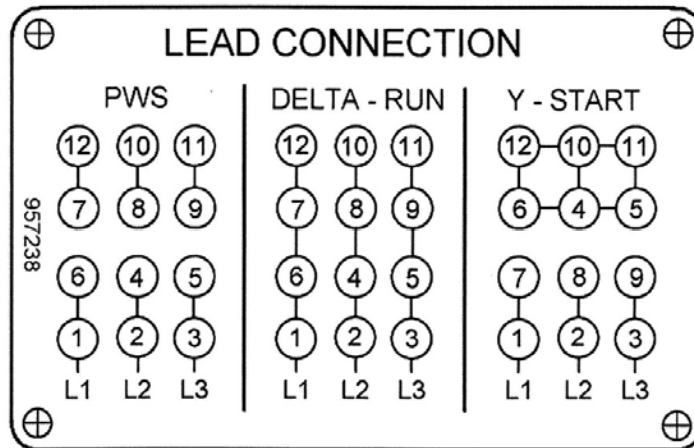 LEAD CONNECTION
PWS DELTA - RUN Y - START
12 10 11 12 10 11 12 10 11
7 8 9 7 8 9 6 4 5
957238
6 4 5 6 4 5 7 8 9
1 2 3 1 2 3 1 2 3
L1 L2 L3 L1 L2 L3 L1 L2 L3